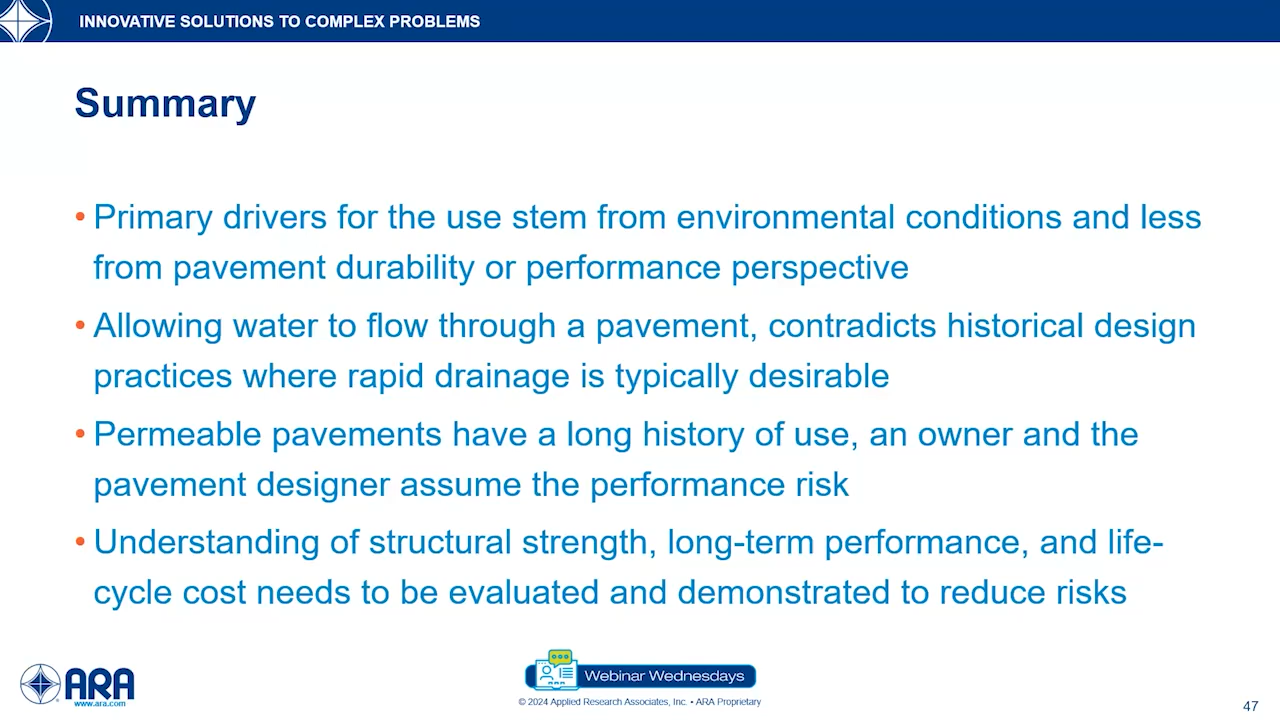 INNOVATIVE SOLUTIONS TO COMPLEX PROBLEMS
Summary
• Primary drivers for the use stem from environmental conditions and less
from pavement durability or performance perspective
• Allowing water to flow through a pavement, contradicts historical design
practices where rapid drainage is typically desirable
• Permeable pavements have a long history of use, an owner and the
pavement designer assume the performance risk
• Understanding of structural strength, long-term performance, and life-
cycle cost needs to be evaluated and demonstrated to reduce risks
ARA
www.ara.com
ARA
Webinar Wednesdays
© 2024 Applied Research Associates, Inc. • ARA Proprietary
47